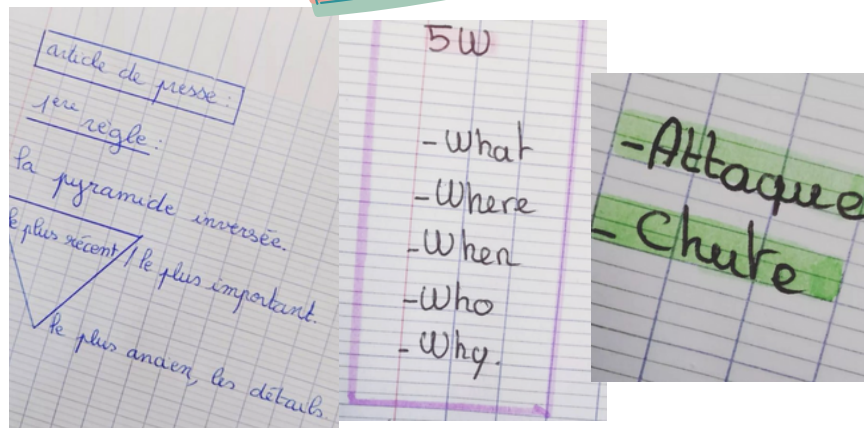 article de presse :
1ère règle :
la pyramide inversée.
le plus récent / le plus important.
le plus ancien, les détails
5W
- What
- Where
- When
- Who
- Why.
- Attaque
- Chute